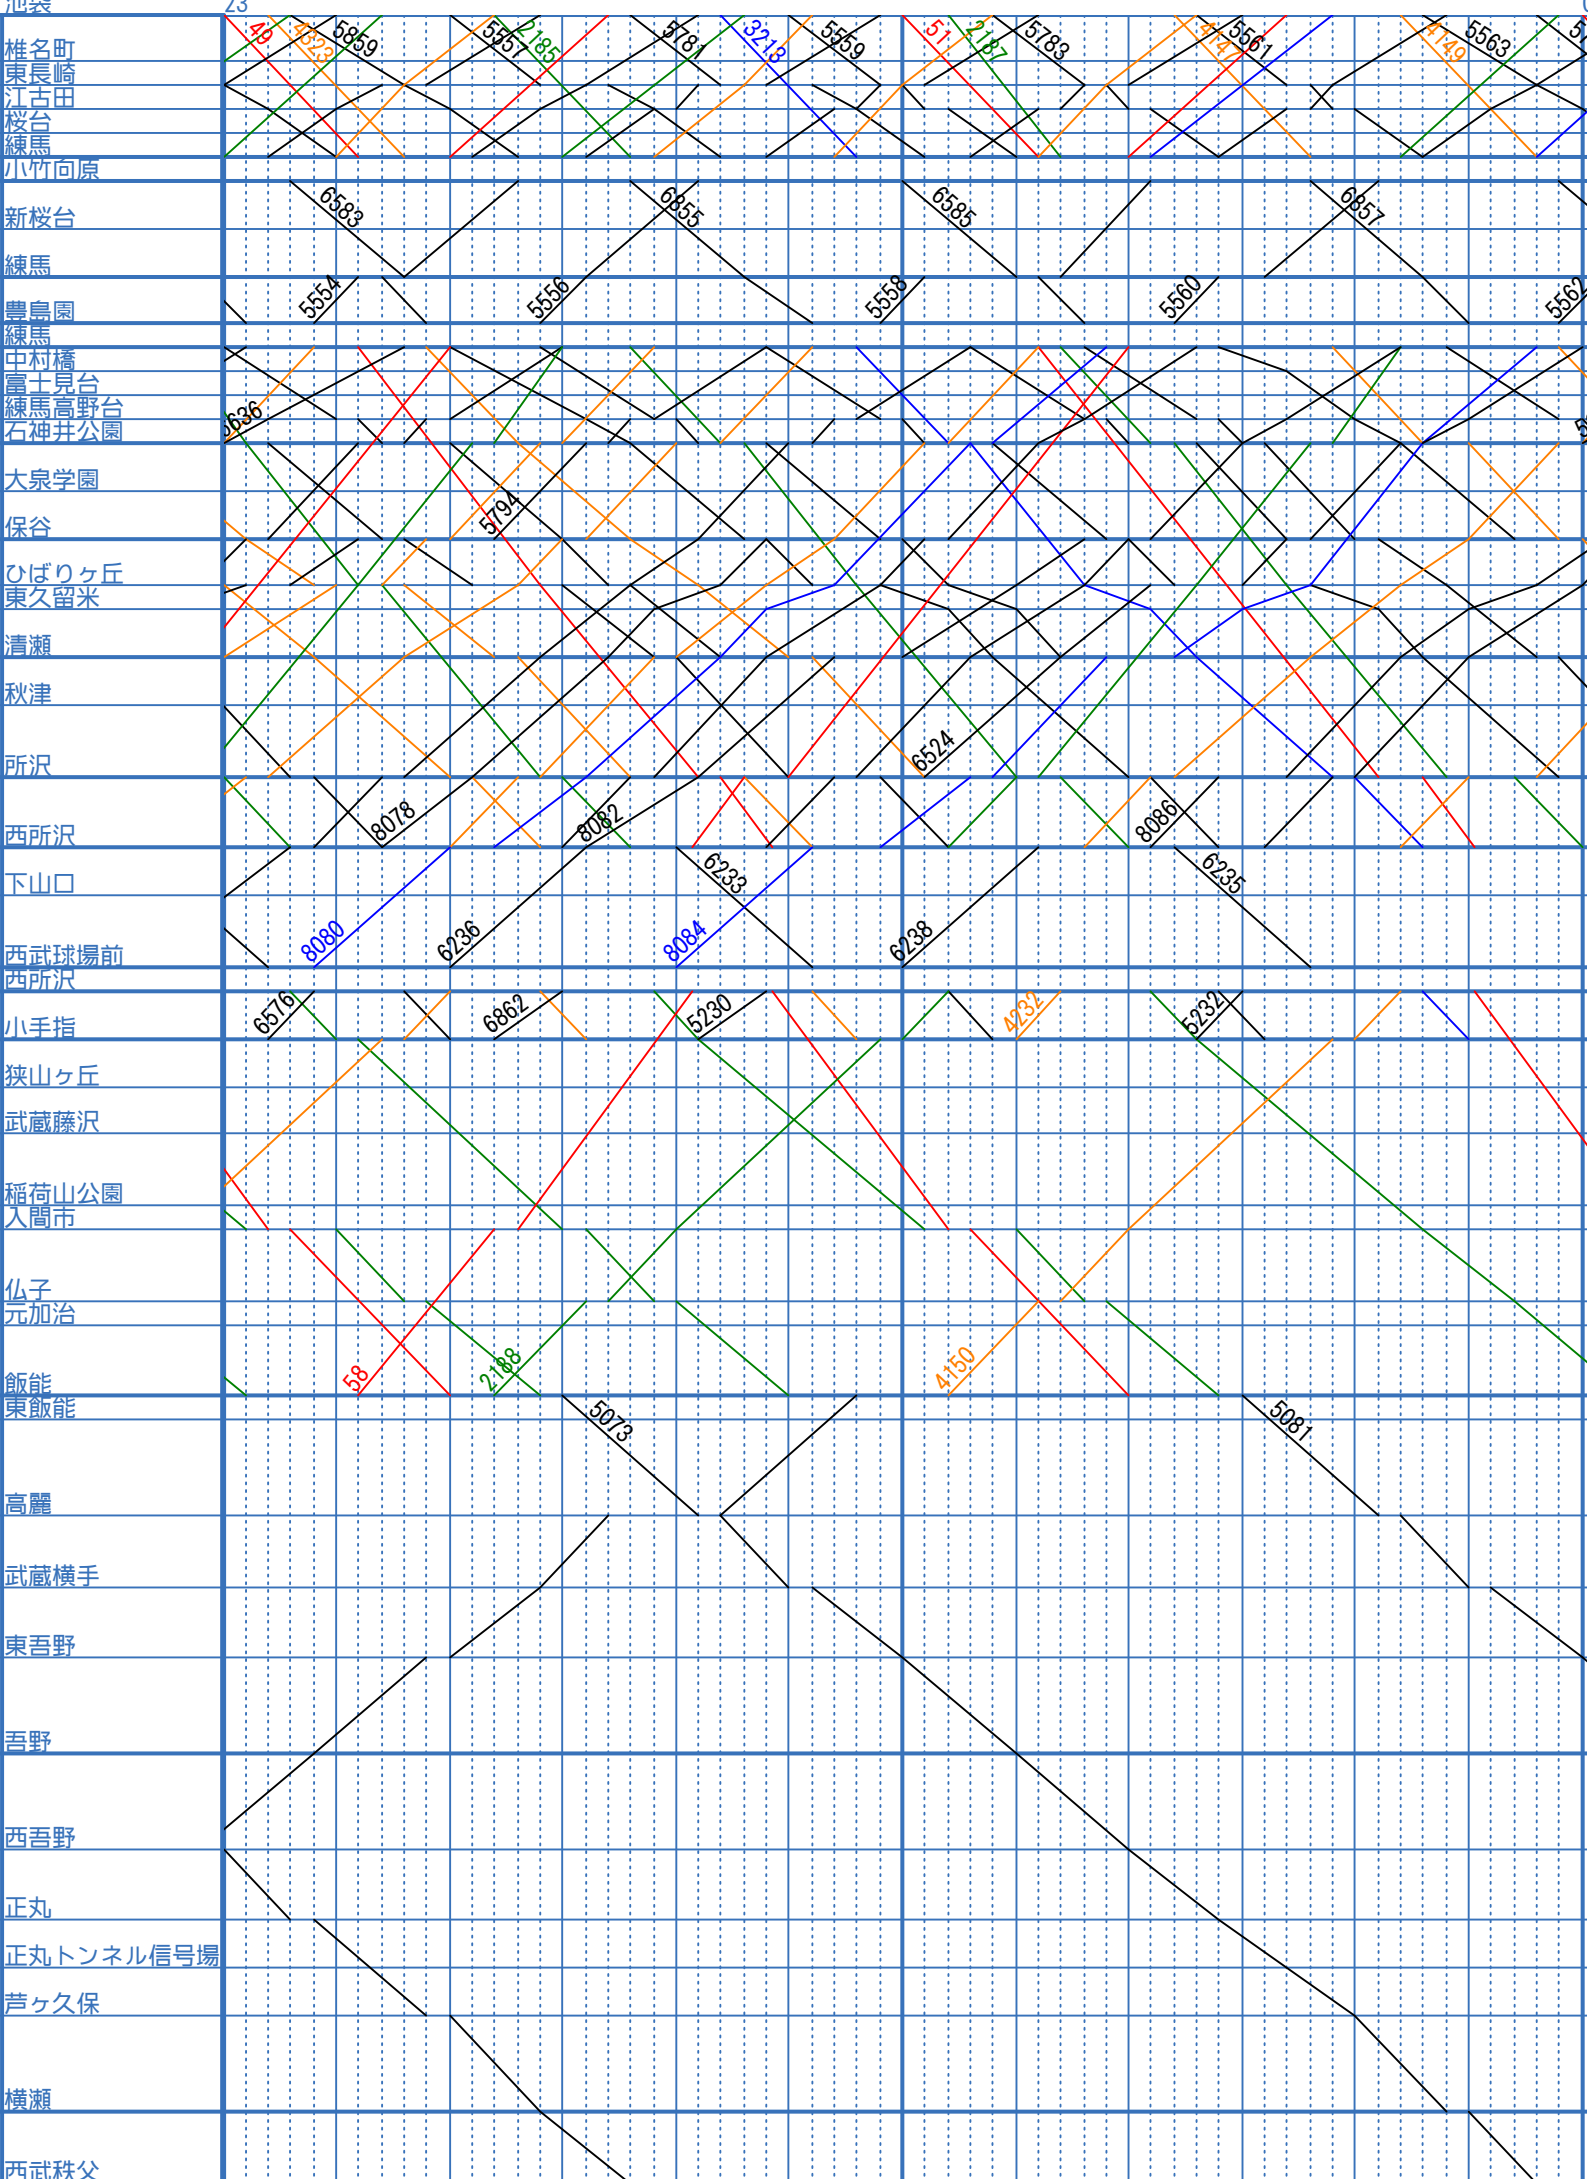 池袋 23
49 4323 5859 5557 2185 5781 3213 5559 51 2187 5783 5561 4149 5563
椎名町
東長崎
江古田
桜台
練馬
小竹向原
6583 6855 6585 6857
新桜台
練馬
5554 5556 5558 5560 5562
豊島園
練馬
中村橋
富士見台
練馬高野台
5636
石神井公園
大泉学園
5794
保谷
ひばりヶ丘
東久留米
清瀬
秋津
6524
所沢
8078 8082 8086
西所沢
6233 6235
下山口
8080 6236 8084 6238
西武球場前
西所沢
6576 6862 5230 4232 5232
小手指
狭山ヶ丘
武蔵藤沢
稲荷山公園
入間市
仏子
元加治
58 2188 4150
飯能
東飯能
5073 5081
高麗
武蔵横手
東吾野
吾野
西吾野
正丸
正丸トンネル信号場
芦ヶ久保
横瀬
西武秩父